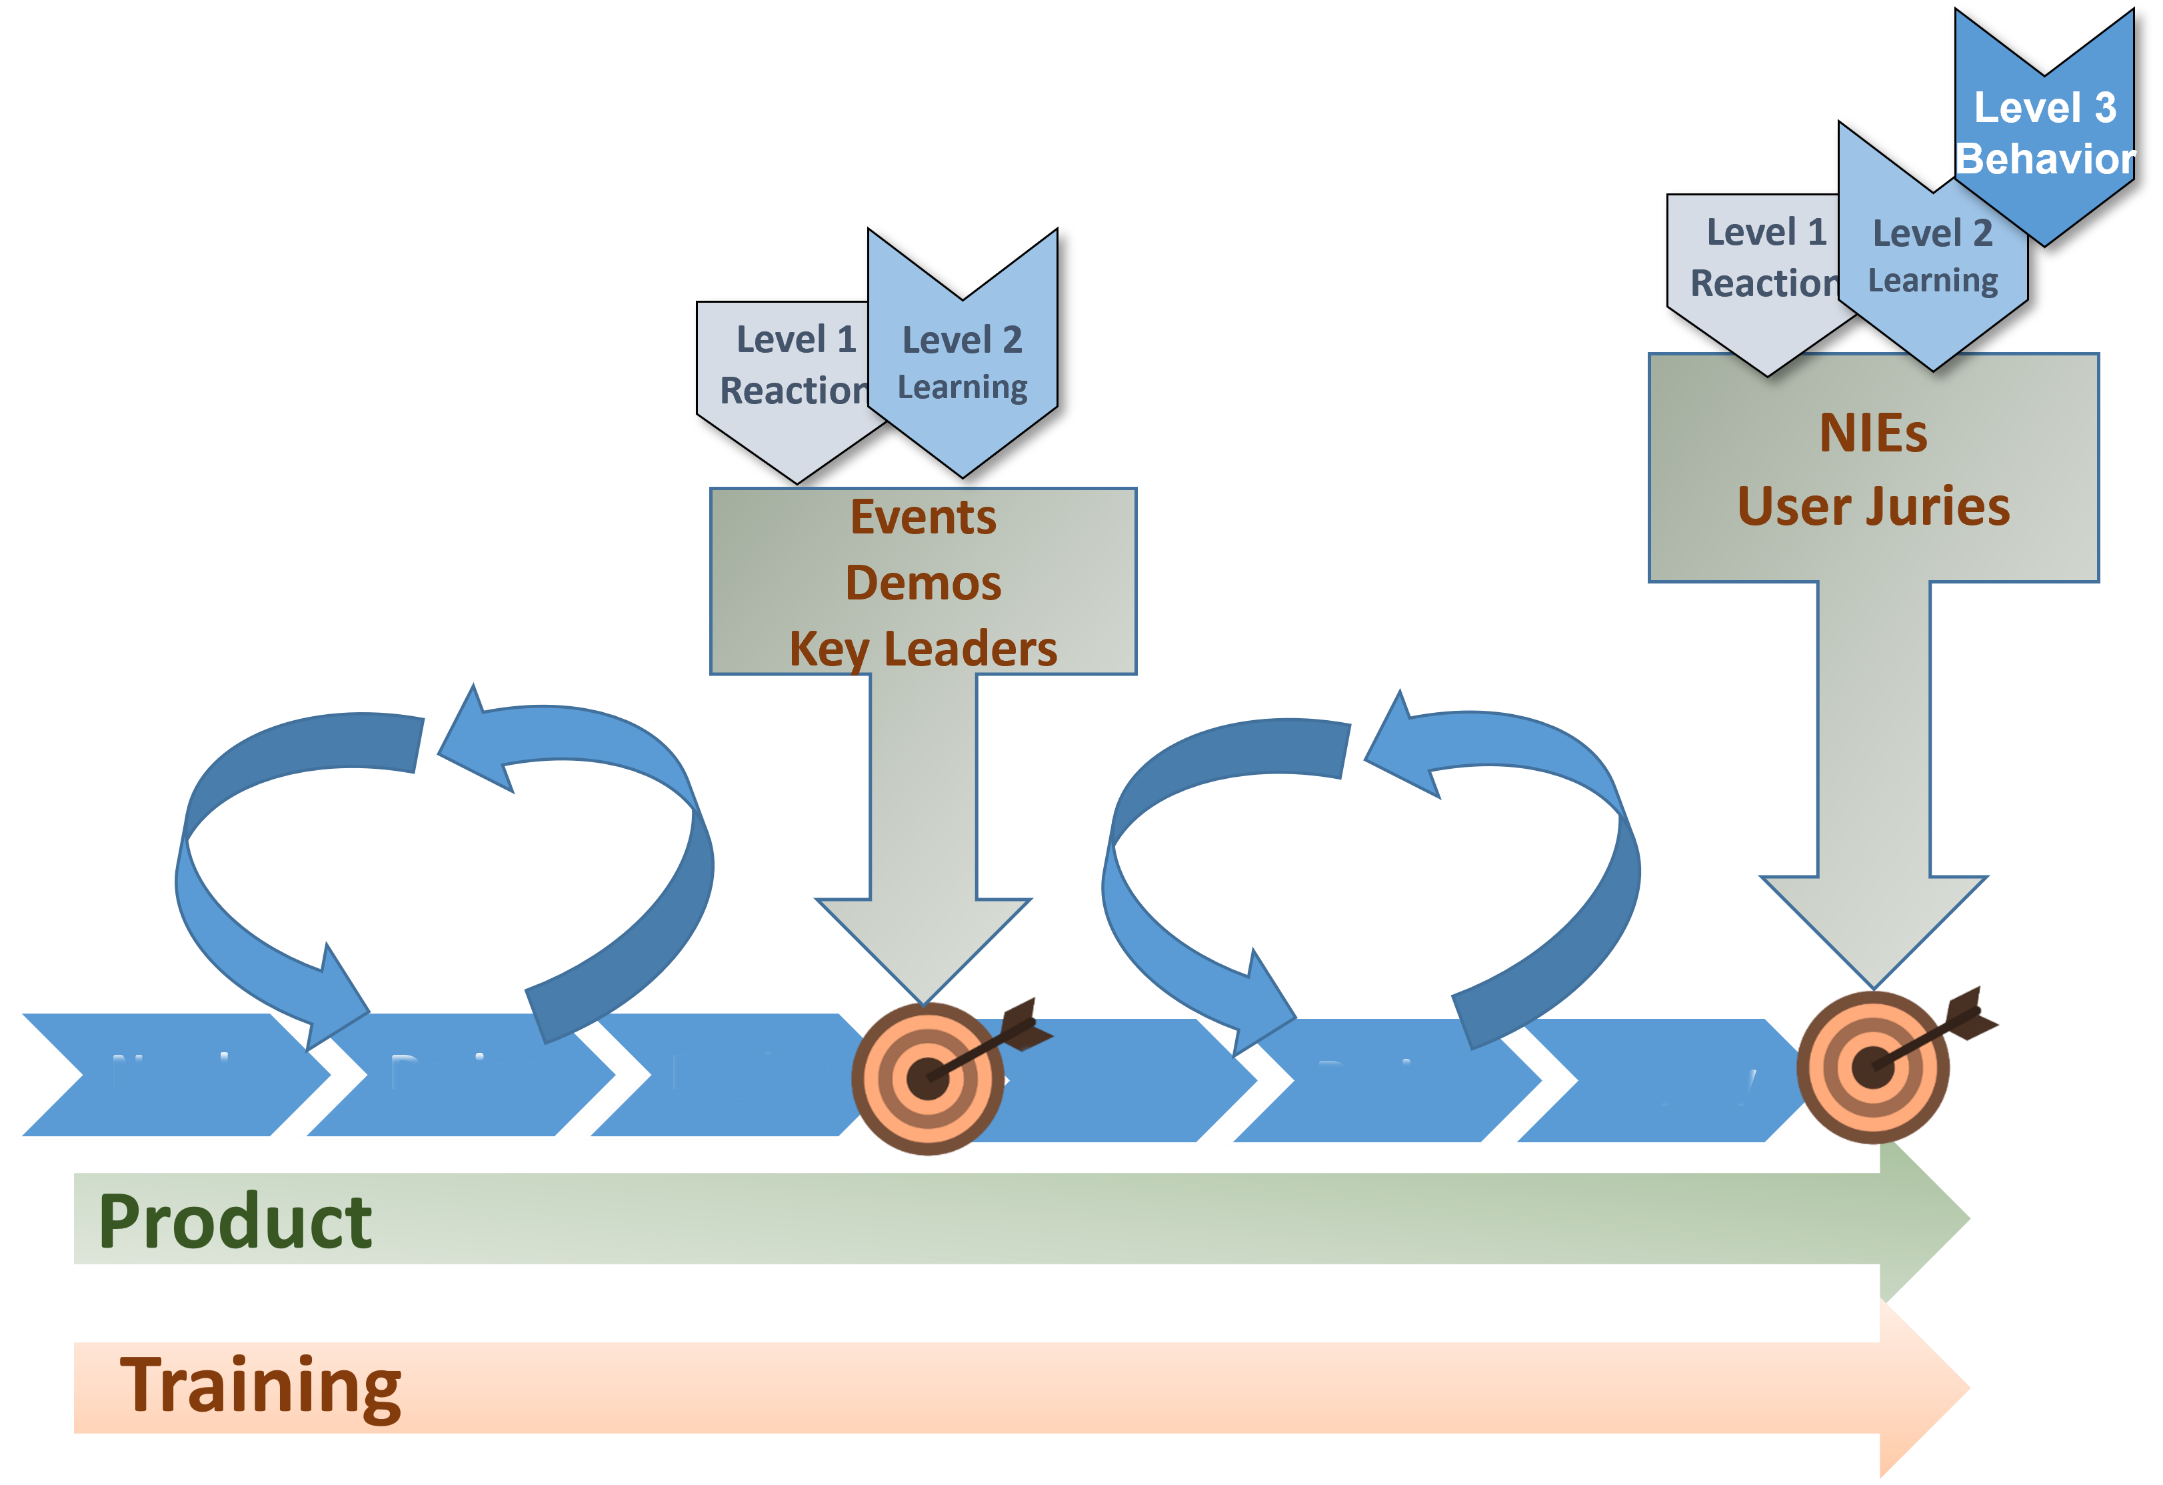 Level 3
Behavior
Level 1
Reaction
Level 2
Learning
Level 1
Reaction
Level 2
Learning
NIEs
User Juries
Events
Demos
Key Leaders
Product
Training